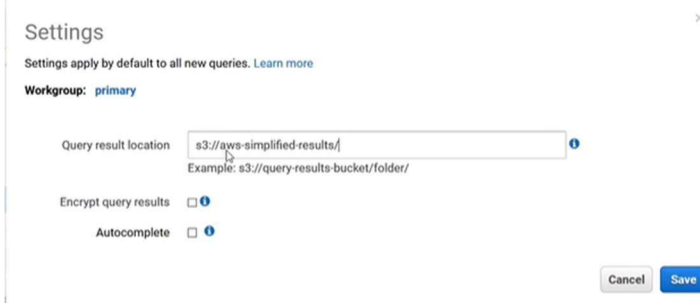 Settings
Settings apply by default to all new queries. Learn more
Workgroup: primary
Query result location s3://aws-simplified-results/
Example: s3://query-results-bucket/folder/
Encrypt query results
Autocomplete
Cancel Save